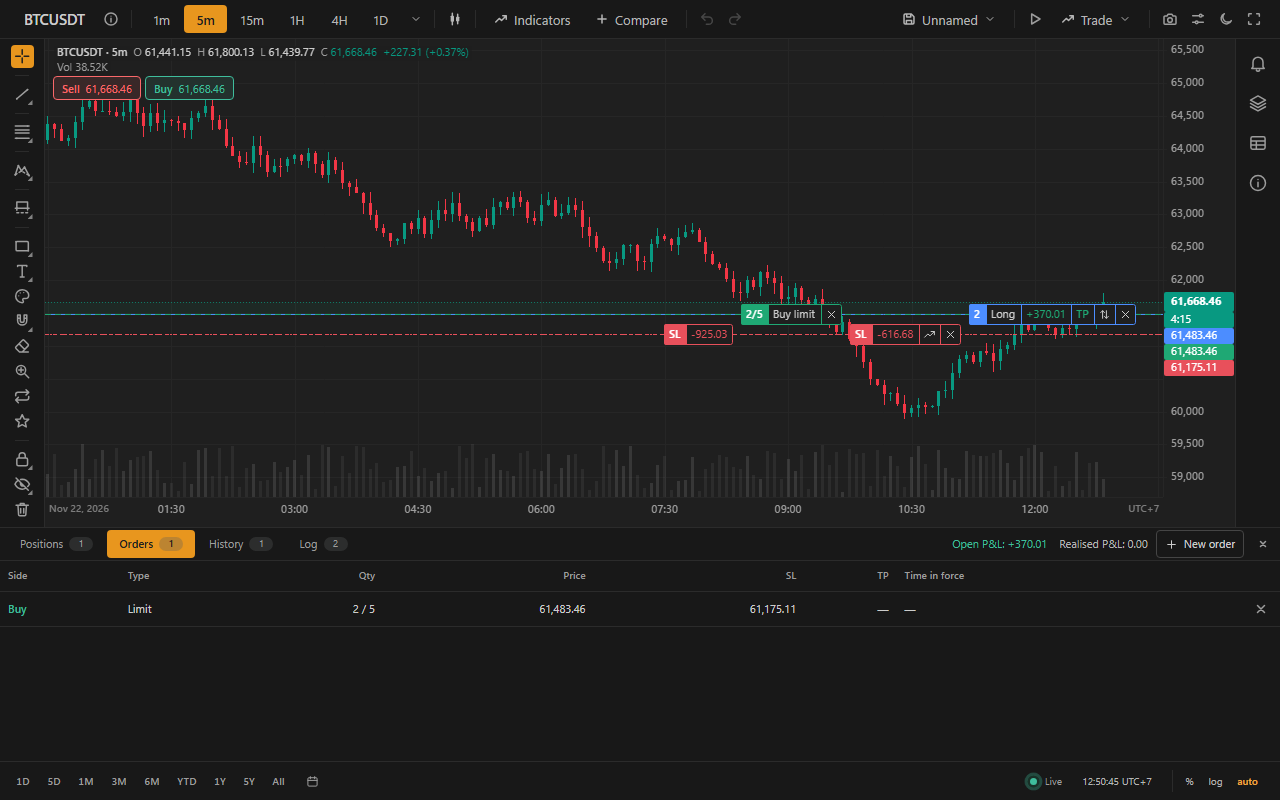 BTCUSDT 1m 5m 15m 1H 4H 1D Indicators Compare Unnamed Trade
BTCUSDT · 5m O 61,441.15 H 61,800.13 L 61,439.77 C 61,668.46 +227.31 (+0.37%)
Vol 38.52K
Sell 61,668.46 Buy 61,668.46
65,500
65,000
64,500
64,000
63,500
63,000
62,500
62,000
61,668.46
4:15
2/5 Buy limit
2 Long +370.01 TP
61,483.46
61,483.46
SL -925.03
SL -616.68
61,175.11
60,000
59,500
59,000
Nov 22, 2026 01:30 03:00 04:30 06:00 07:30 09:00 10:30 12:00 UTC+7
Positions 1 Orders 1 History 1 Log 2 Open P&L: +370.01 Realised P&L: 0.00 New order
Side Type Qty Price SL TP Time in force
Buy Limit 2 / 5 61,483.46 61,175.11 — —
1D 5D 1M 3M 6M YTD 1Y 5Y All Live 12:50:45 UTC+7 % log auto